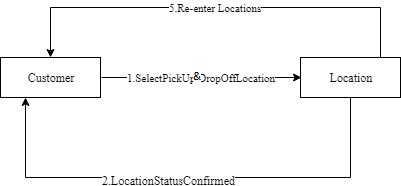 5.Re-enter Locations
Customer
1.SelectPickUp&DropOffLocation
Location
2.LocationStatusConfirmed